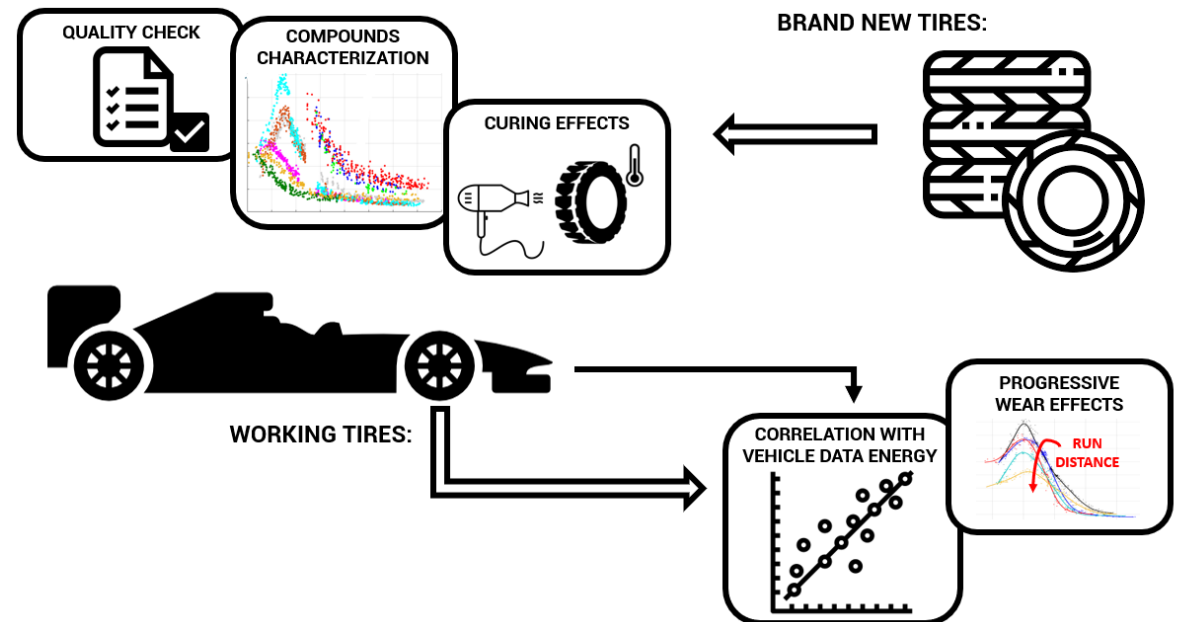 QUALITY CHECK
COMPOUNDS
CHARACTERIZATION
CURING EFFECTS
BRAND NEW TIRES:
WORKING TIRES:
CORRELATION WITH
VEHICLE DATA ENERGY
PROGRESSIVE
WEAR EFFECTS
RUN
DISTANCE